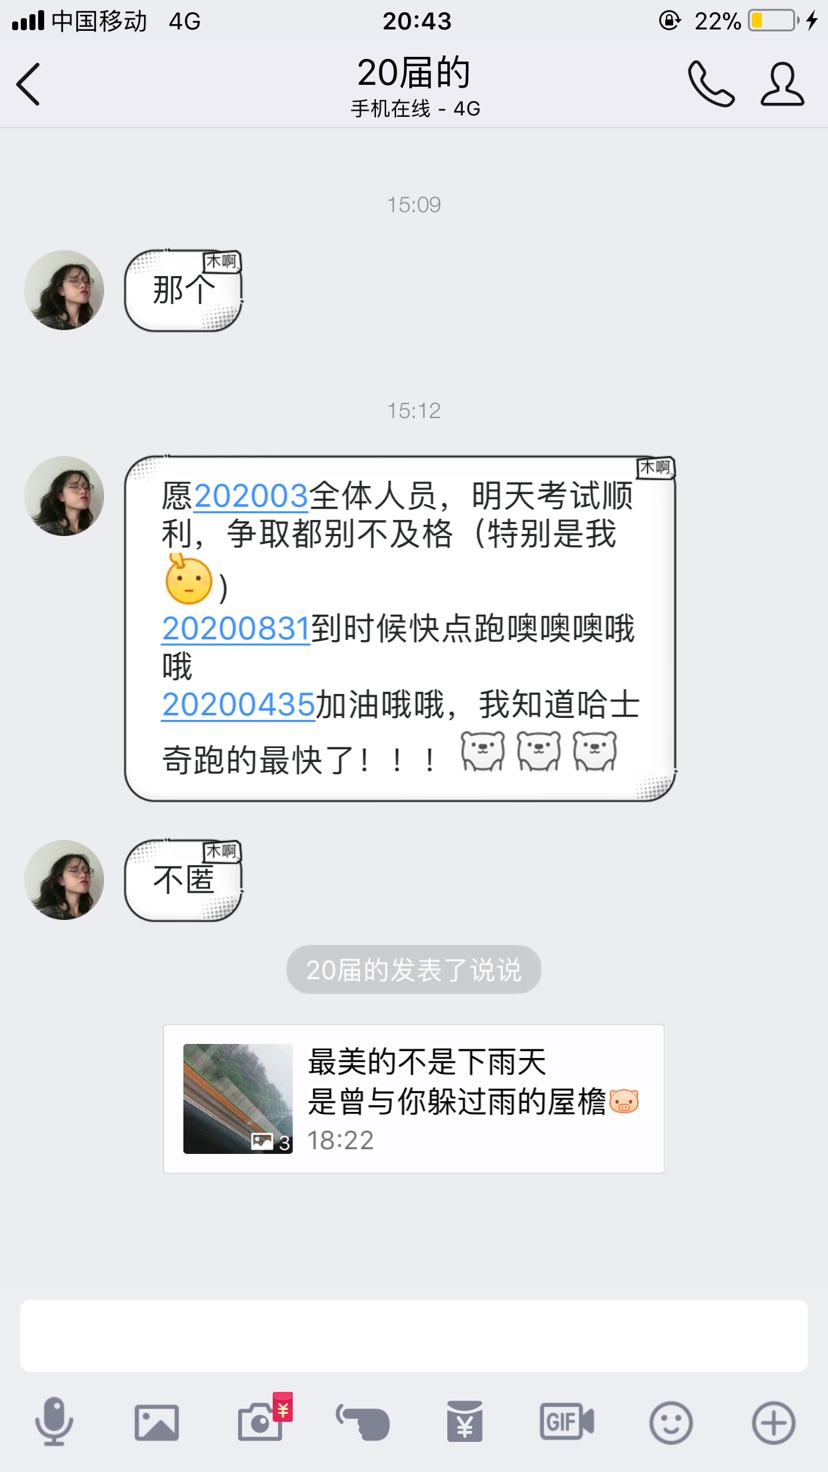 中国移动 4G 20:43 22%
20届的
手机在线 - 4G
15:09
木啊
那个
15:12
木啊
愿202003全体人员，明天考试顺
利，争取都别不及格（特别是我
）
20200831到时候快点跑噢噢噢哦
哦
20200435加油哦哦，我知道哈士
奇跑的最快了！！！
木啊
不匿
20届的发表了说说
最美的不是下雨天
是曾与你躲过雨的屋檐
3
18:22
¥
¥
GIF